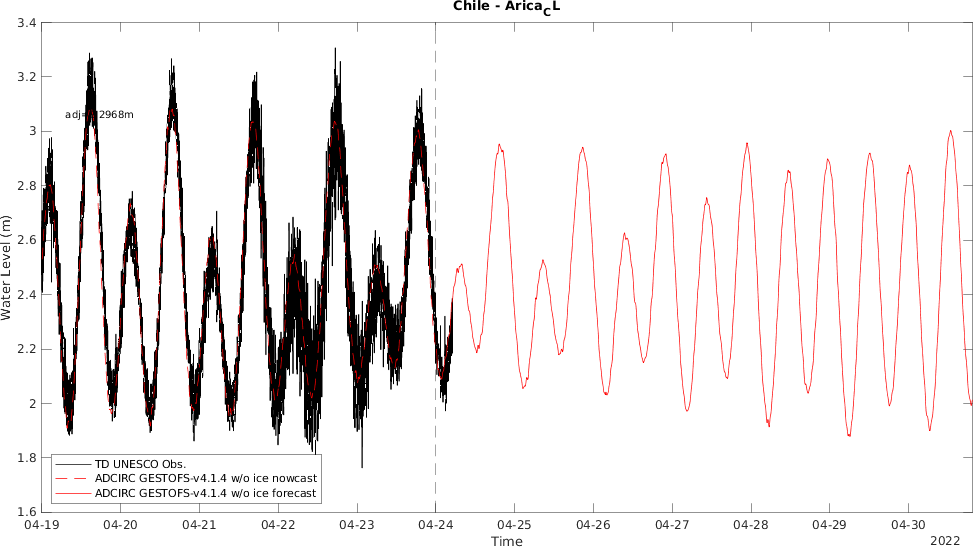 Chile - AricaCL
3.4
3.2
3
2.8
2.6
2.4
2.2
2
1.8
1.6
Water Level (m)
2968m
TD UNESCO Obs.
ADCIRC GESTOFS-v4.1.4 w/o ice nowcast
ADCIRC GESTOFS-v4.1.4 w/o ice forecast
04-19 04-20 04-21 04-22 04-23 04-24 04-25 04-26 04-27 04-28 04-29 04-30
Time
2022